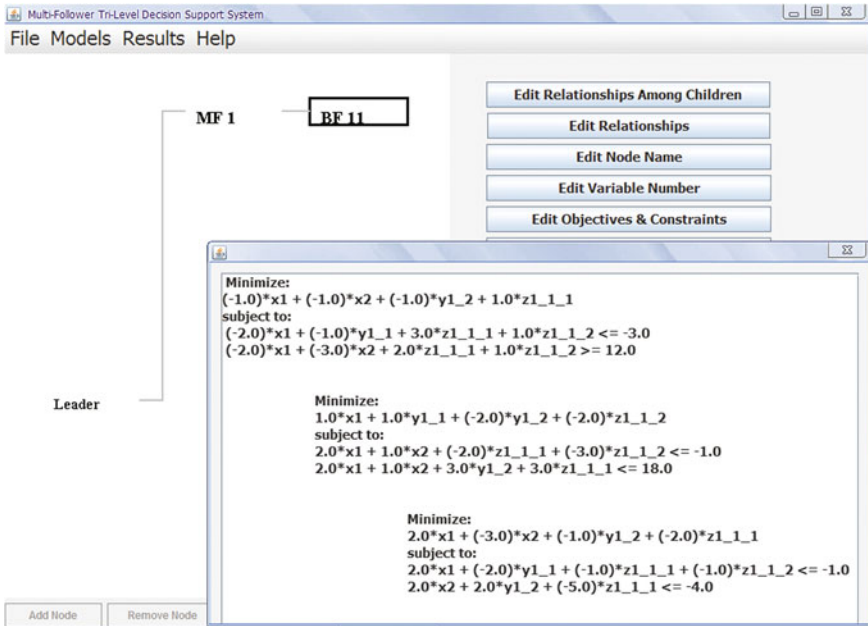 Multi-Follower Tri-Level Decision Support System
File Models Results Help
MF 1
BF 11
Leader
Edit Relationships Among Children
Edit Relationships
Edit Node Name
Edit Variable Number
Edit Objectives & Constraints
Minimize:
(-1.0)*x1 + (-1.0)*x2 + (-1.0)*y1_2 + 1.0*z1_1_1
subject to:
(-2.0)*x1 + (-1.0)*y1_1 + 3.0*z1_1_1 + 1.0*z1_1_2 <= -3.0
(-2.0)*x1 + (-3.0)*x2 + 2.0*z1_1_1 + 1.0*z1_1_2 >= 12.0
Minimize:
1.0*x1 + 1.0*y1_1 + (-2.0)*y1_2 + (-2.0)*z1_1_2
subject to:
2.0*x1 + 1.0*x2 + (-2.0)*z1_1_1 + (-3.0)*z1_1_2 <= -1.0
2.0*x1 + 1.0*x2 + 3.0*y1_2 + 3.0*z1_1_1 <= 18.0
Minimize:
2.0*x1 + (-3.0)*x2 + (-1.0)*y1_2 + (-2.0)*z1_1_1
subject to:
2.0*x1 + (-2.0)*y1_1 + (-1.0)*z1_1_1 + (-1.0)*z1_1_2 <= -1.0
2.0*x2 + 2.0*y1_2 + (-5.0)*z1_1_1 <= -4.0
Add Node
Remove Node